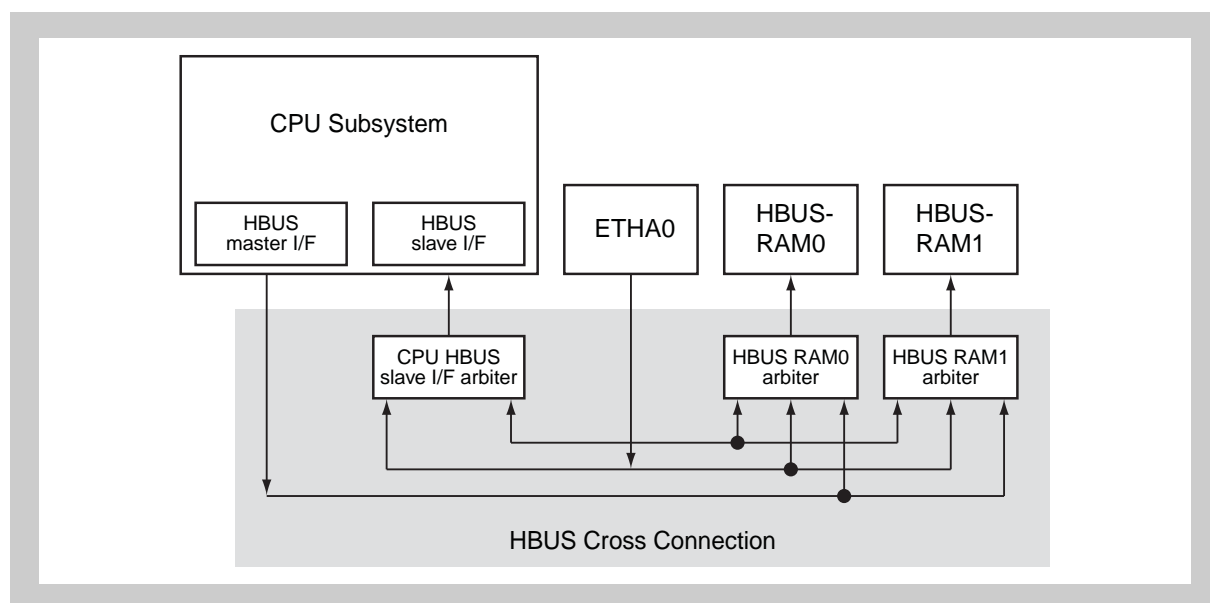 CPU Subsystem
HBUS
master I/F
HBUS
slave I/F
ETHA0
HBUS-
RAM0
HBUS-
RAM1
CPU HBUS
slave I/F arbiter
HBUS RAM0
arbiter
HBUS RAM1
arbiter
HBUS Cross Connection